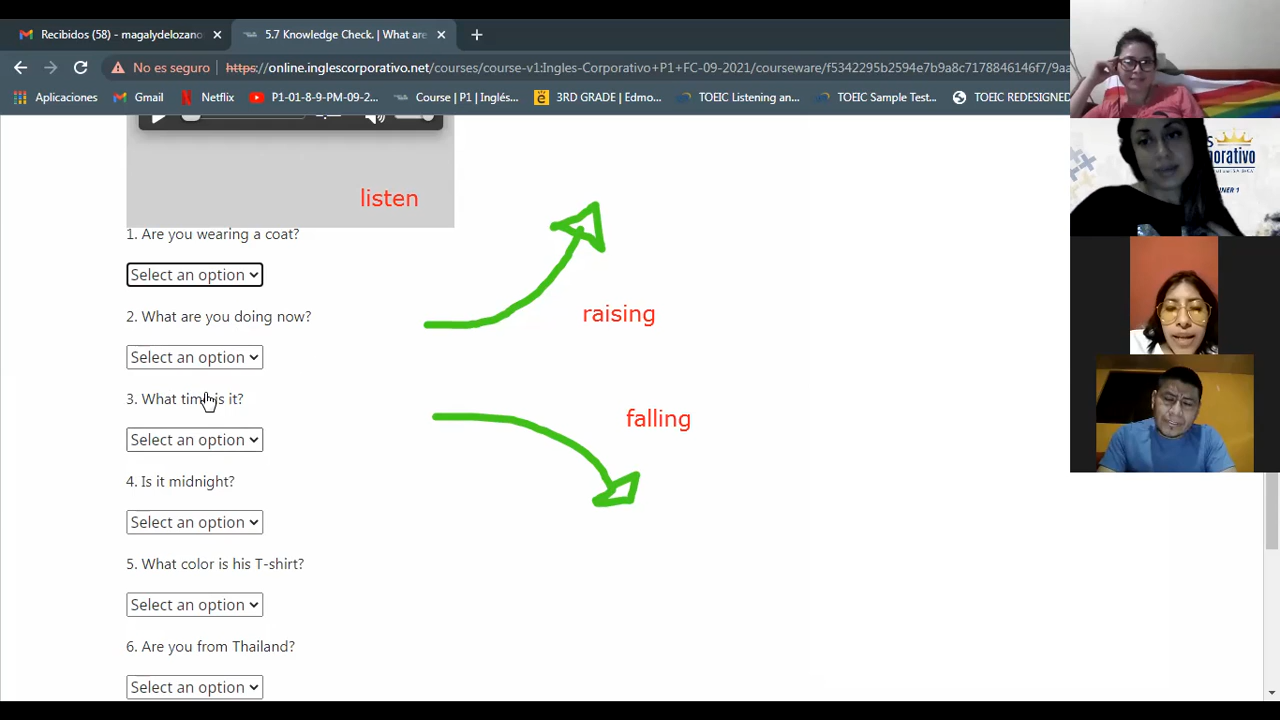 Recibidos (58) - magalydelozano
5.7 Knowledge Check. | What are
No es seguro
https://online.inglescorporativo.net/courses/course-v1:Ingles-Corporativo+P1+FC-09-2021/courseware/f5342295b2594e7b9a8c7178846146f7/9aa
Aplicaciones
Gmail
Netflix
P1-01-8-9-PM-09-2...
Course | P1 | Inglés...
3RD GRADE | Edmo...
TOEIC Listening an...
TOEIC Sample Test...
TOEIC REDESIGNED
listen
1. Are you wearing a coat?
Select an option
2. What are you doing now?
Select an option
raising
3. What time is it?
Select an option
falling
4. Is it midnight?
Select an option
5. What color is his T-shirt?
Select an option
6. Are you from Thailand?
Select an option